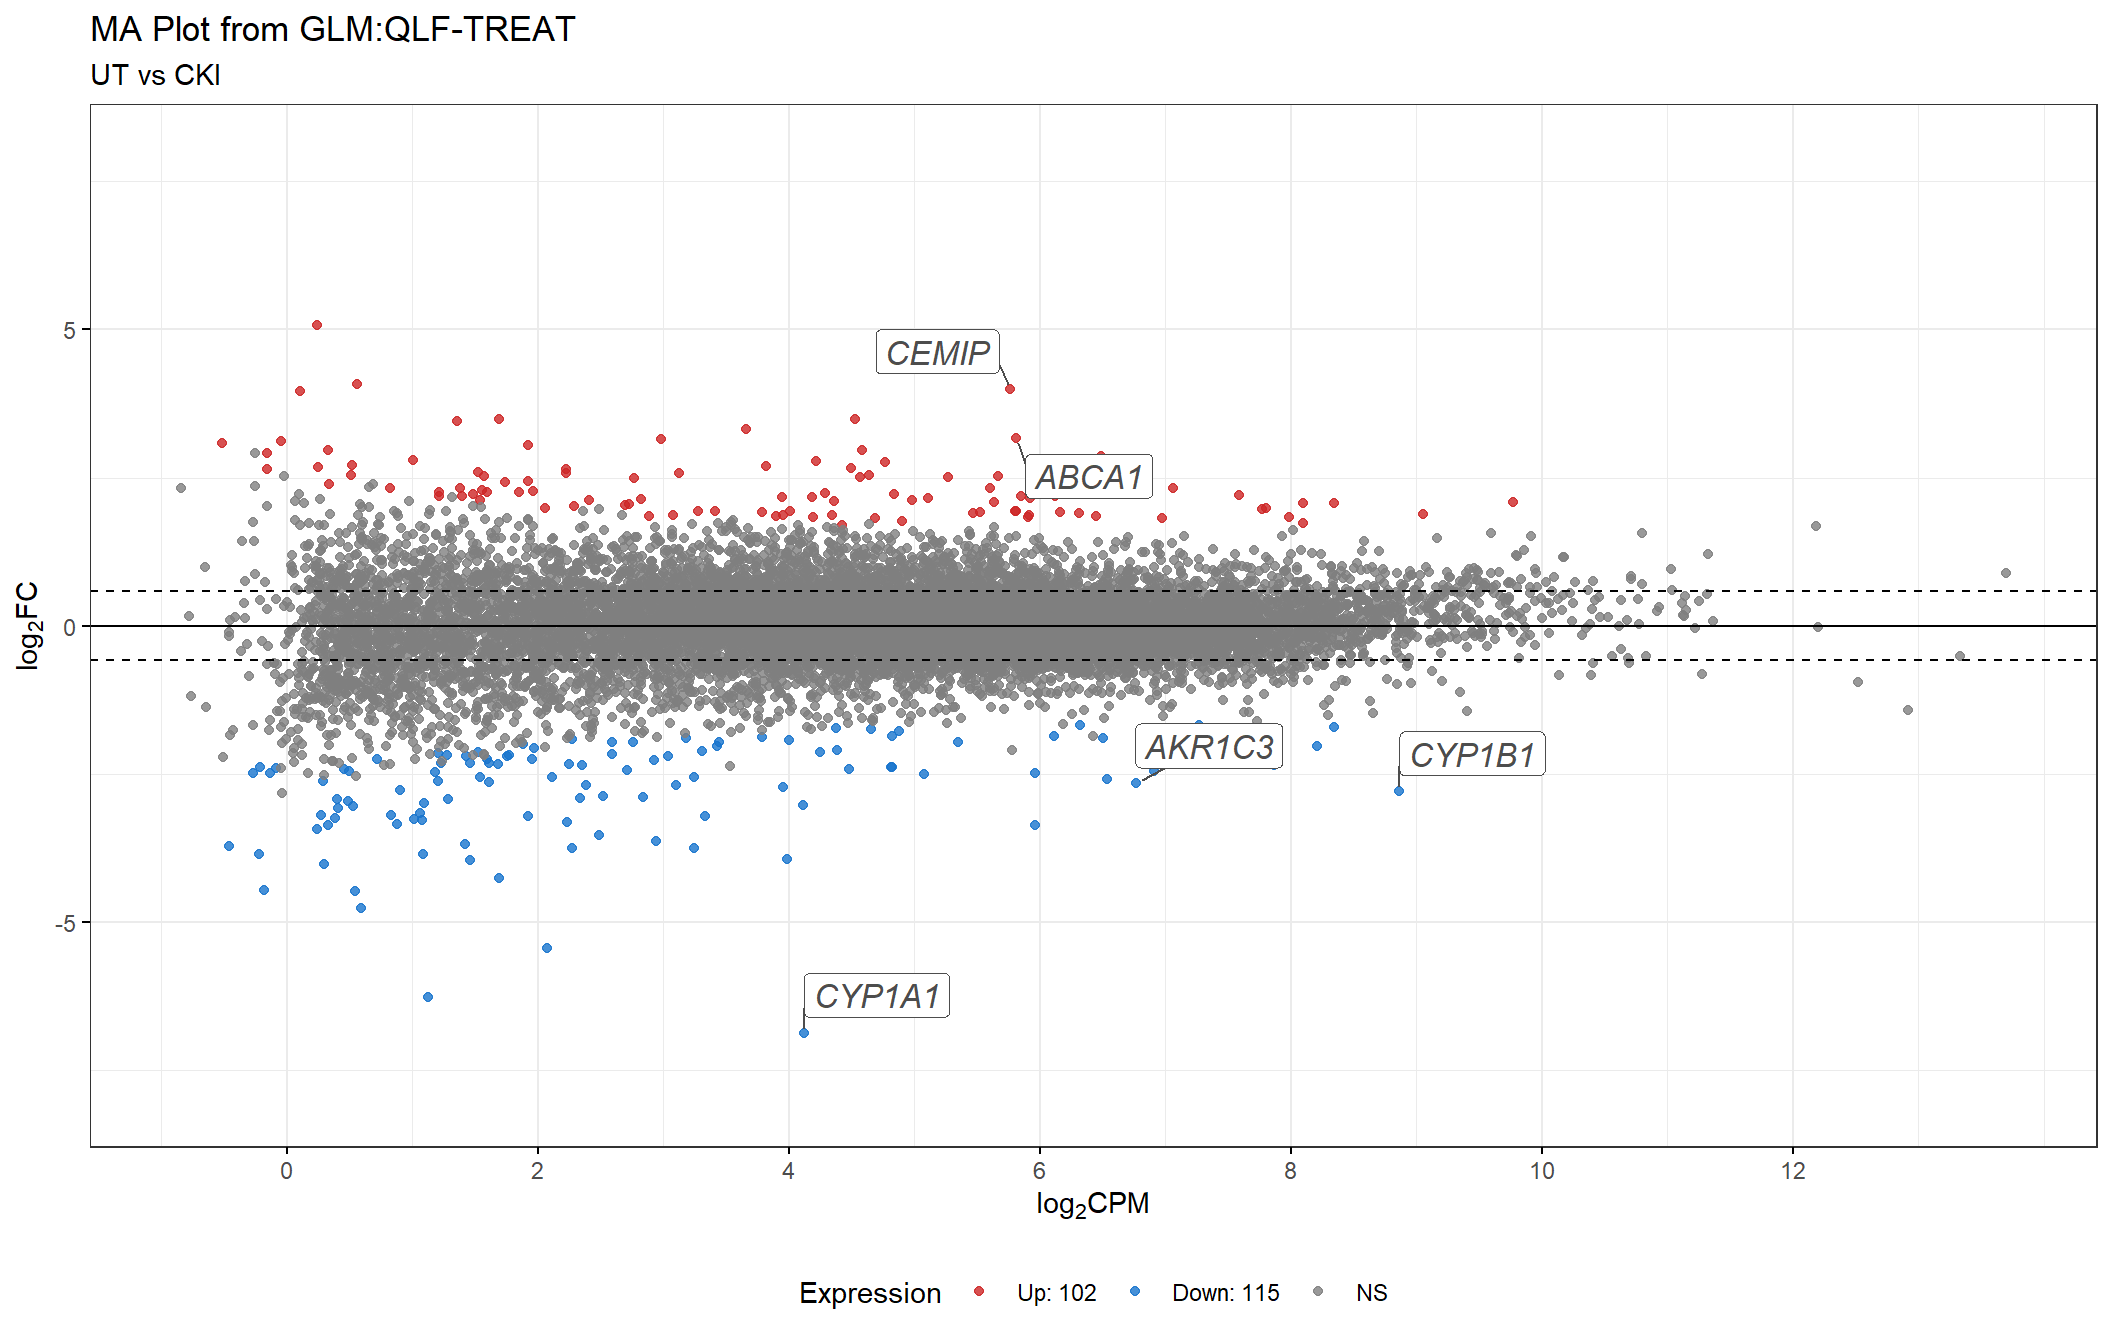 MA Plot from GLM:QLF-TREAT
UT vs CKI
CEMIP
ABCA1
AKR1C3
CYP1B1
CYP1A1
5
0
-5
log2FC
0 2 4 6 8 10 12
log2CPM
Expression Up: 102 Down: 115 NS